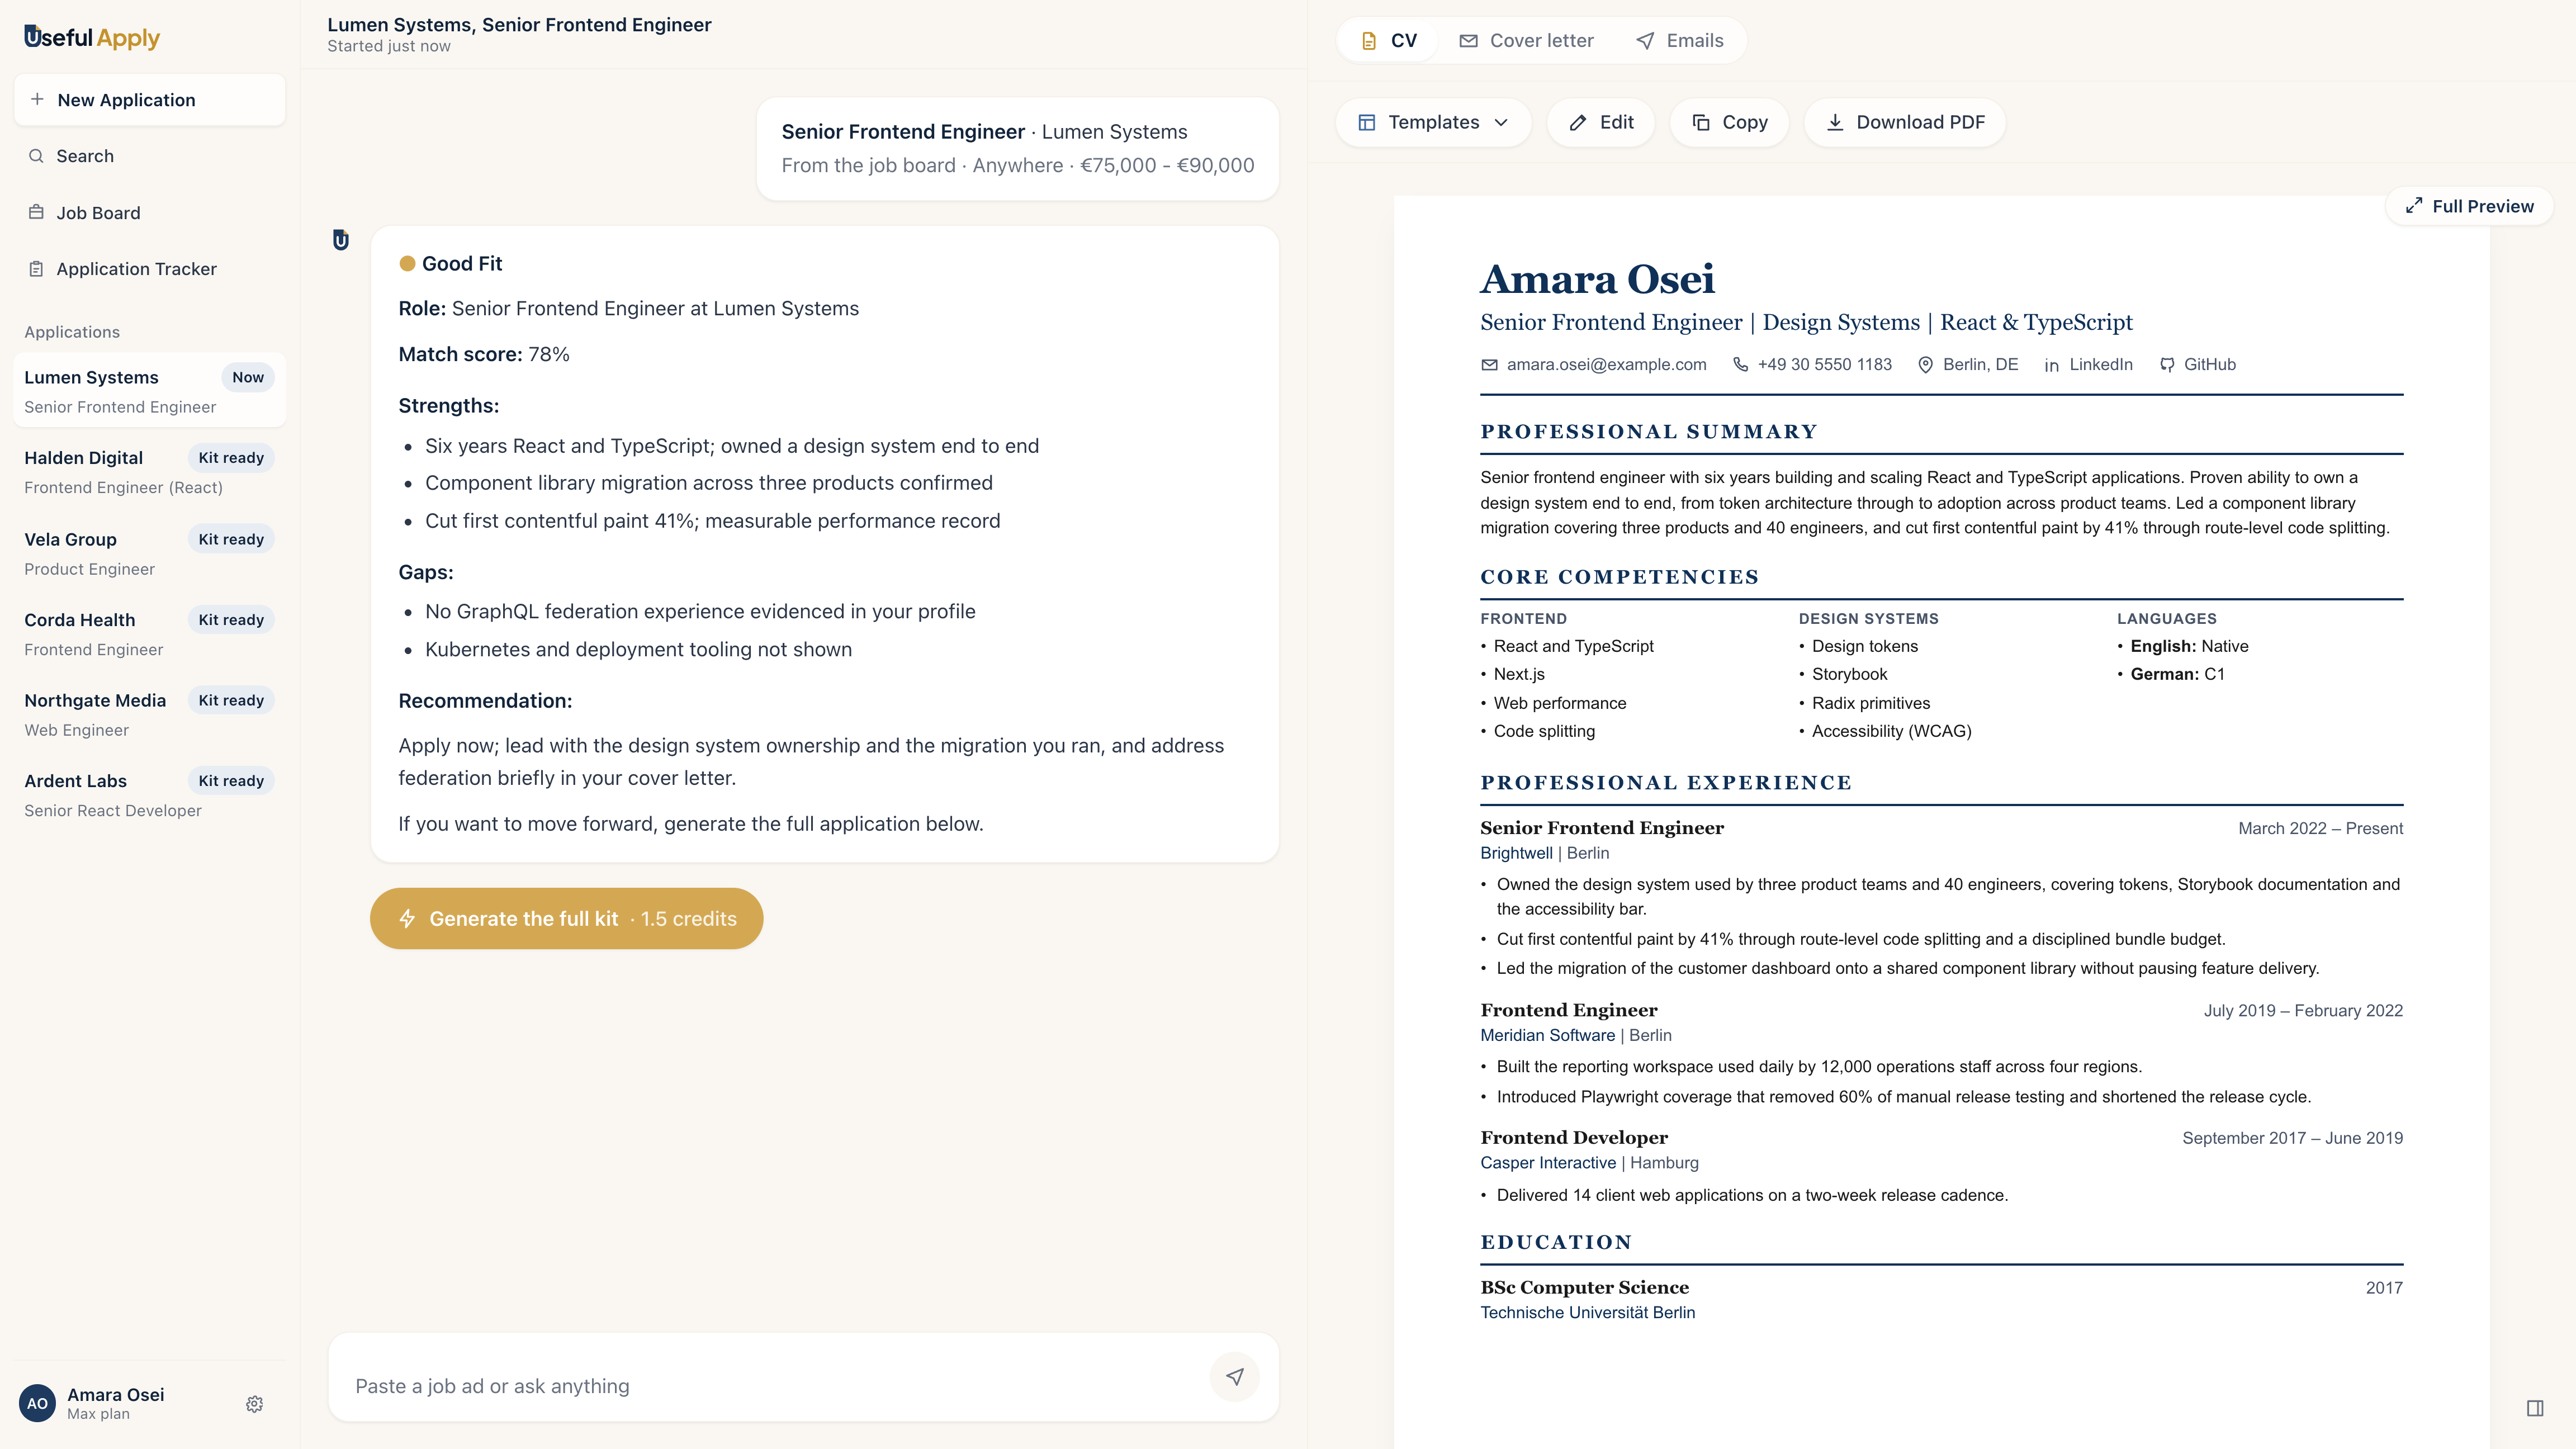 Useful Apply
New Application
Search
Job Board
Application Tracker
Applications
Lumen Systems
Now
Senior Frontend Engineer
Halden Digital
Kit ready
Frontend Engineer (React)
Vela Group
Kit ready
Product Engineer
Corda Health
Kit ready
Frontend Engineer
Northgate Media
Kit ready
Web Engineer
Ardent Labs
Kit ready
Senior React Developer
AO
Amara Osei
Max plan
Lumen Systems, Senior Frontend Engineer
Started just now
Senior Frontend Engineer · Lumen Systems
From the job board · Anywhere · €75,000 - €90,000
Good Fit
Role: Senior Frontend Engineer at Lumen Systems
Match score: 78%
Strengths:
• Six years React and TypeScript; owned a design system end to end
• Component library migration across three products confirmed
• Cut first contentful paint 41%; measurable performance record
Gaps:
• No GraphQL federation experience evidenced in your profile
• Kubernetes and deployment tooling not shown
Recommendation:
Apply now; lead with the design system ownership and the migration you ran, and address
federation briefly in your cover letter.
If you want to move forward, generate the full application below.
Generate the full kit · 1.5 credits
Paste a job ad or ask anything
CV
Cover letter
Emails
Templates
Edit
Copy
Download PDF
Full Preview
Amara Osei
Senior Frontend Engineer | Design Systems | React & TypeScript
amara.osei@example.com
+49 30 5550 1183
Berlin, DE
in LinkedIn
GitHub
PROFESSIONAL SUMMARY
Senior frontend engineer with six years building and scaling React and TypeScript applications. Proven ability to own a
design system end to end, from token architecture through to adoption across product teams. Led a component library
migration covering three products and 40 engineers, and cut first contentful paint by 41% through route-level code splitting.
CORE COMPETENCIES
FRONTEND
• React and TypeScript
• Next.js
• Web performance
• Code splitting
DESIGN SYSTEMS
• Design tokens
• Storybook
• Radix primitives
• Accessibility (WCAG)
LANGUAGES
• English: Native
• German: C1
PROFESSIONAL EXPERIENCE
Senior Frontend Engineer
March 2022 – Present
Brightwell | Berlin
• Owned the design system used by three product teams and 40 engineers, covering tokens, Storybook documentation and
the accessibility bar.
• Cut first contentful paint by 41% through route-level code splitting and a disciplined bundle budget.
• Led the migration of the customer dashboard onto a shared component library without pausing feature delivery.
Frontend Engineer
July 2019 – February 2022
Meridian Software | Berlin
• Built the reporting workspace used daily by 12,000 operations staff across four regions.
• Introduced Playwright coverage that removed 60% of manual release testing and shortened the release cycle.
Frontend Developer
September 2017 – June 2019
Casper Interactive | Hamburg
• Delivered 14 client web applications on a two-week release cadence.
EDUCATION
BSc Computer Science
2017
Technische Universität Berlin